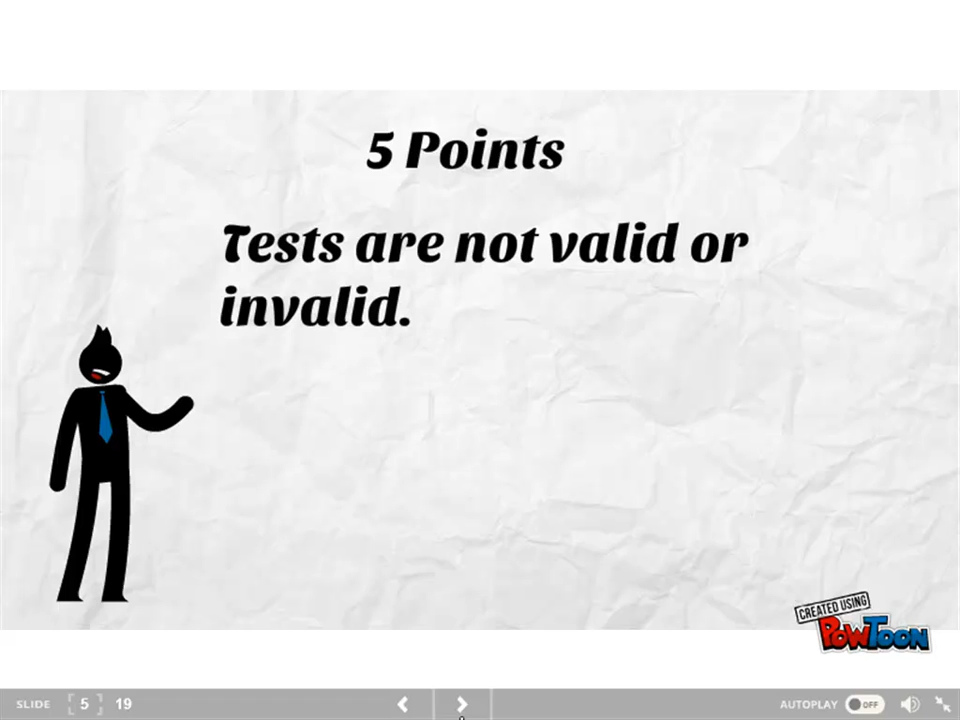 5 Points
Tests are not valid or
invalid.
CREATED USING
POWTOON
SLIDE 5 19 AUTOPLAY OFF